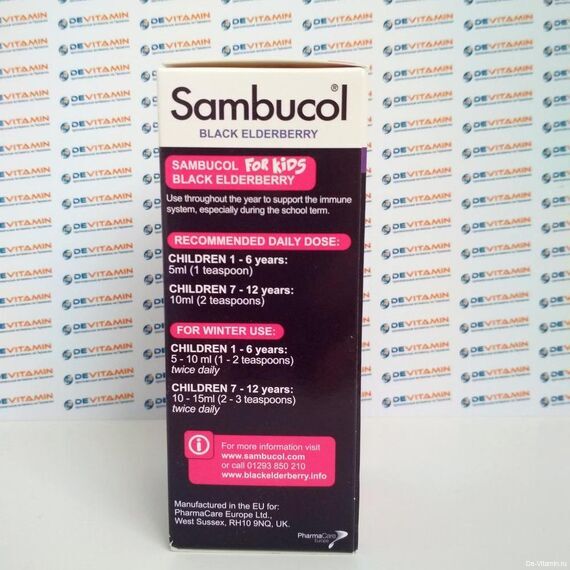 Sambucol®
BLACK ELDERBERRY
SAMBUCOL FOR KIDS
BLACK ELDERBERRY
Use throughout the year to support the immune
system, especially during the school term.
RECOMMENDED DAILY DOSE:
CHILDREN 1 - 6 years:
5ml (1 teaspoon)
CHILDREN 7 - 12 years:
10ml (2 teaspoons)
FOR WINTER USE:
CHILDREN 1 - 6 years:
5 - 10 ml (1 - 2 teaspoons)
twice daily
CHILDREN 7 - 12 years:
10 - 15ml (2 - 3 teaspoons)
twice daily
For more information visit
www.sambucol.com
or call 01293 850 210
www.blackelderberry.info
Manufactured in the EU for:
PharmaCare Europe Ltd.,
West Sussex, RH10 9NQ, UK.
PharmaCare
Europe
DEVITAMIN
De-Vitamin.ru